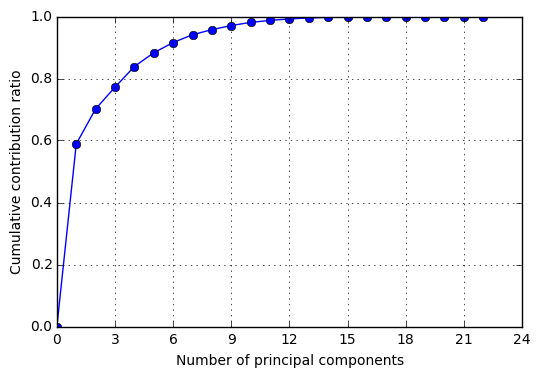 Cumulative contribution ratio
1.0
0.8
0.6
0.4
0.2
0.0
0 3 6 9 12 15 18 21 24
Number of principal components